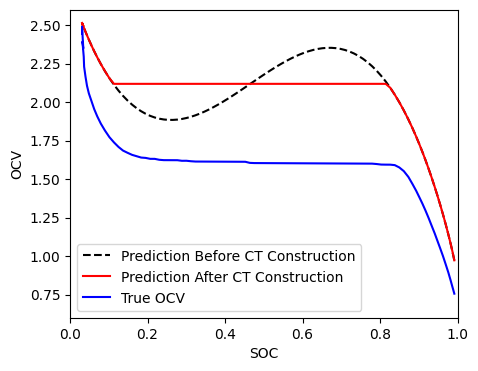 2.50
2.25
2.00
1.75
1.50
1.25
1.00
0.75
OCV
Prediction Before CT Construction
Prediction After CT Construction
True OCV
0.0 0.2 0.4 0.6 0.8 1.0
SOC